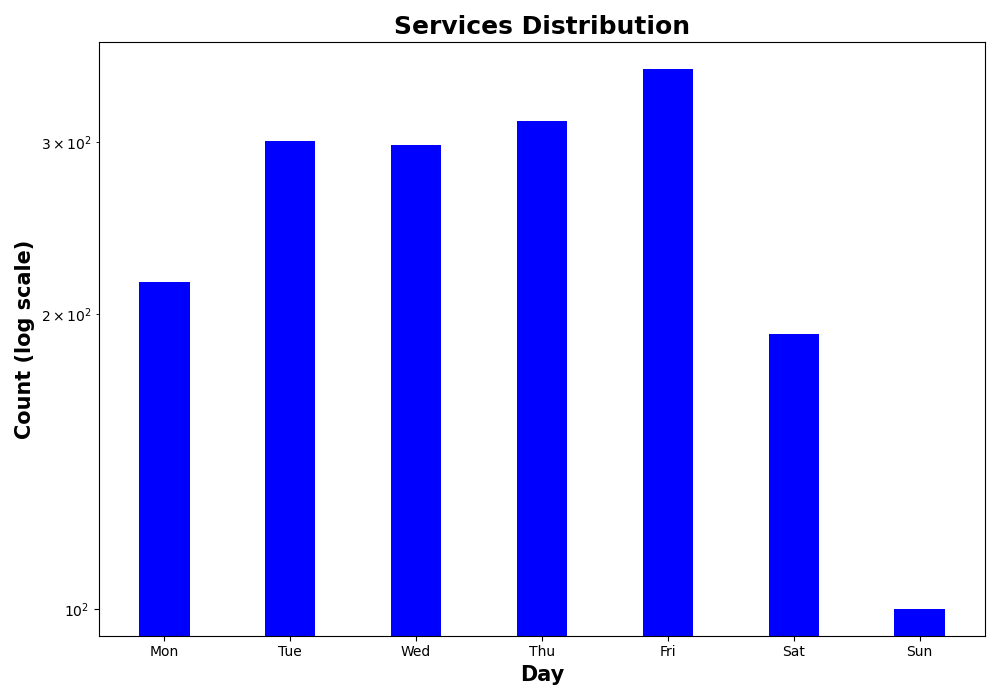 Services Distribution
Count (log scale)
3 × 10²
2 × 10²
10²
Mon Tue Wed Thu Fri Sat Sun
Day